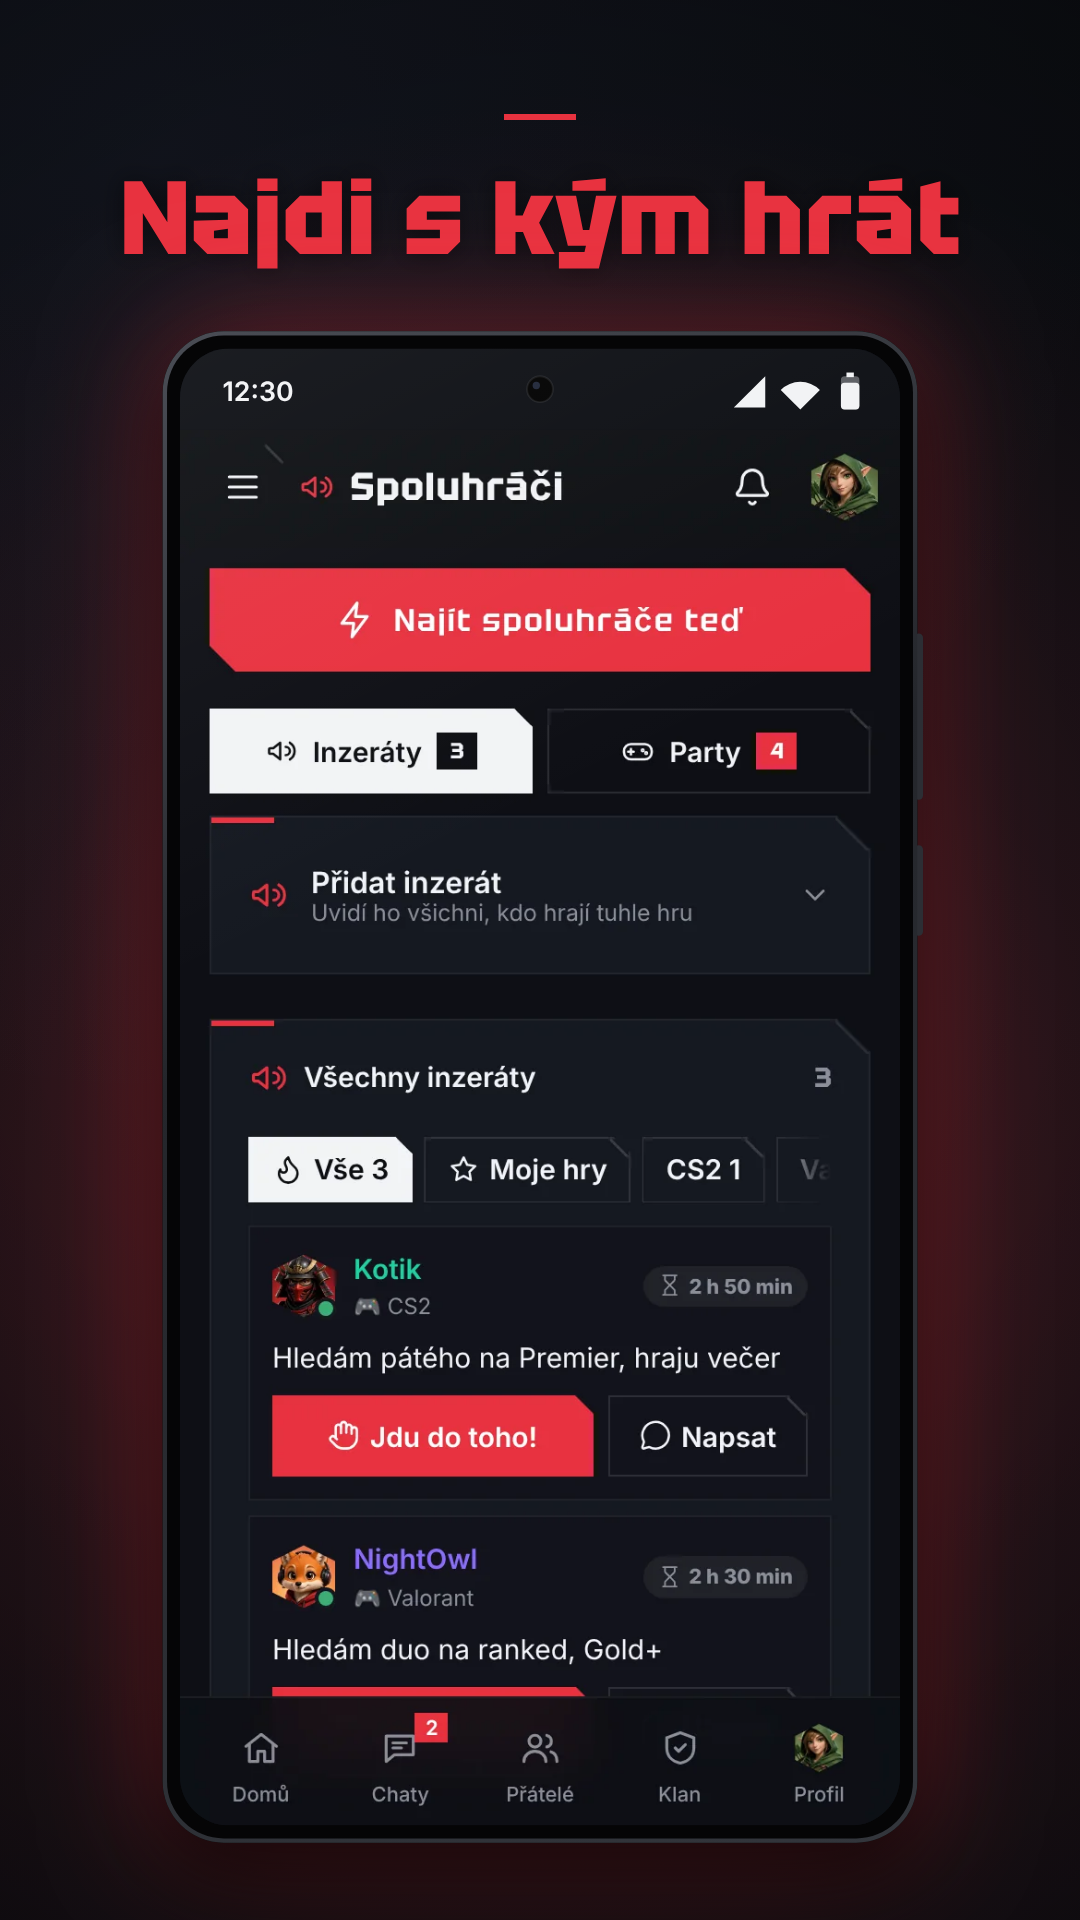 Najdi s kým hrát
12:30
Spoluhráči
Najít spoluhráče teď
Inzeráty 3
Party 4
Přidat inzerát
Uvidí ho všichni, kdo hrají tuhle hru
Všechny inzeráty 3
Vše 3
Moje hry
CS2 1
Kotik
CS2
2 h 50 min
Hledám pátého na Premier, hraju večer
Jdu do toho!
Napsat
NightOwl
Valorant
2 h 30 min
Hledám duo na ranked, Gold+
2
Domů
Chaty
Přátelé
Klan
Profil